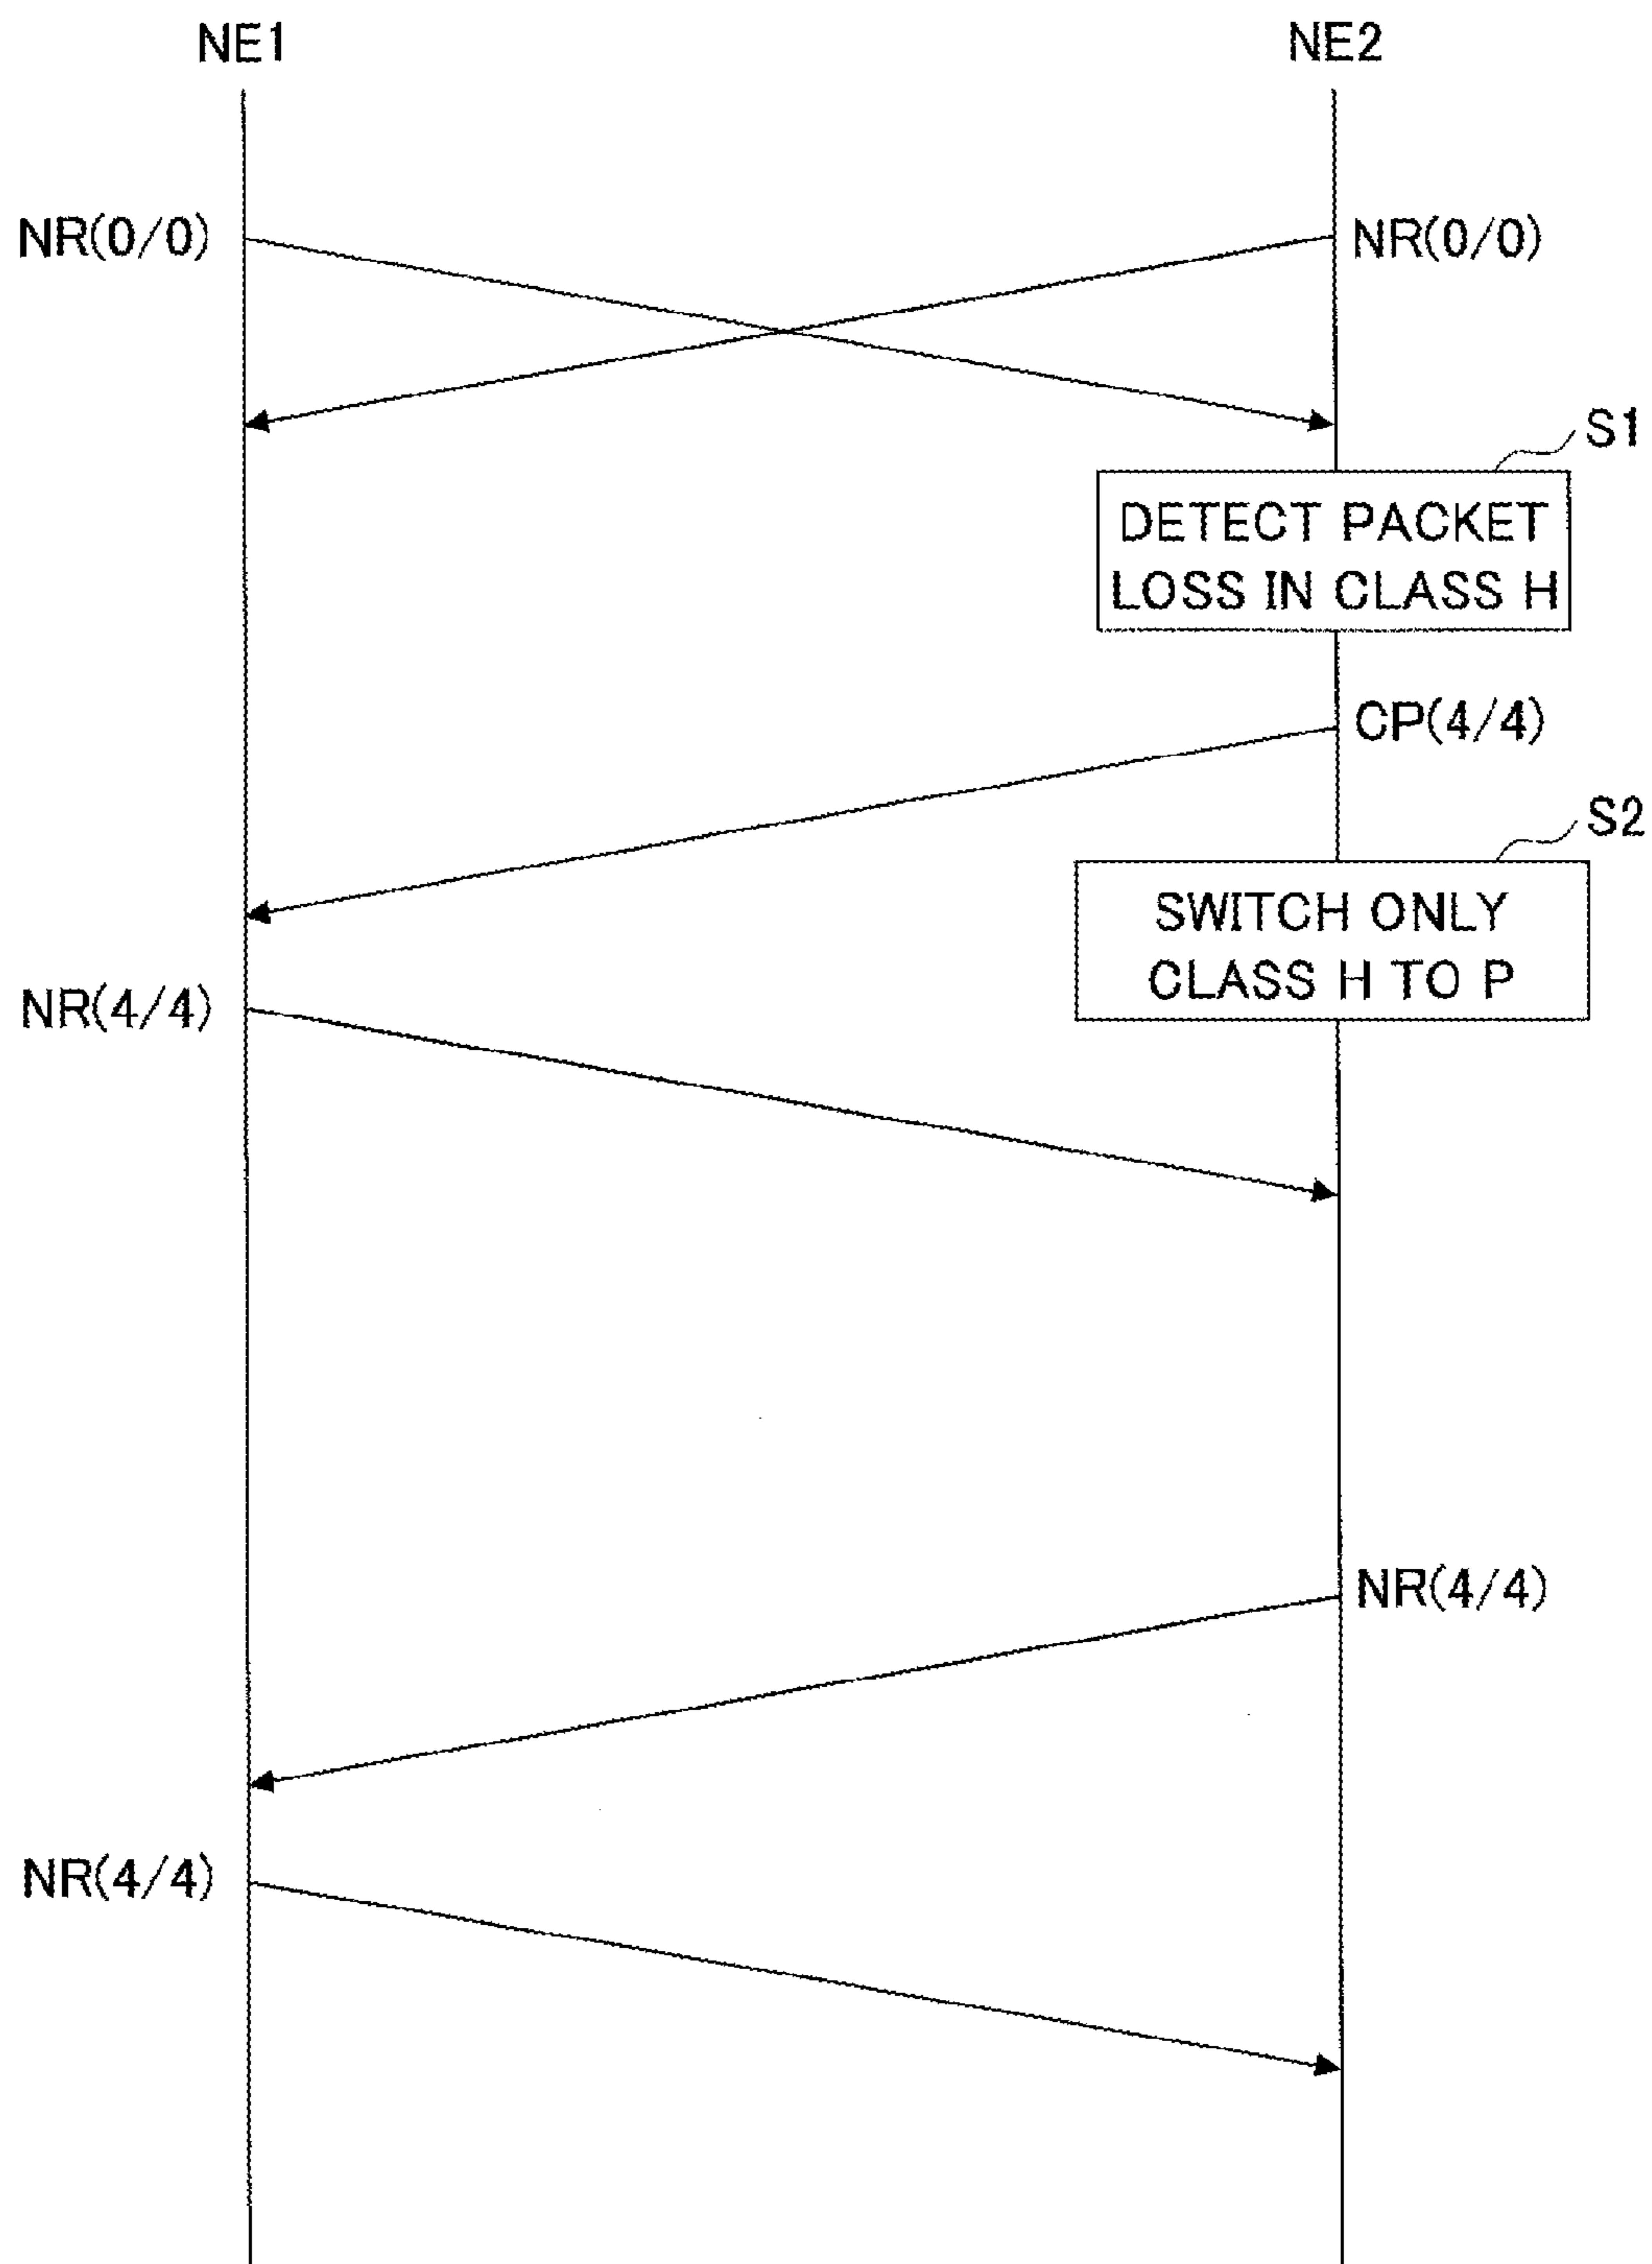 NE1
NE2
NR(0/0)
NR(0/0)
S1
DETECT PACKET
LOSS IN CLASS H
CP(4/4)
S2
SWITCH ONLY
CLASS H TO P
NR(4/4)
NR(4/4)
NR(4/4)